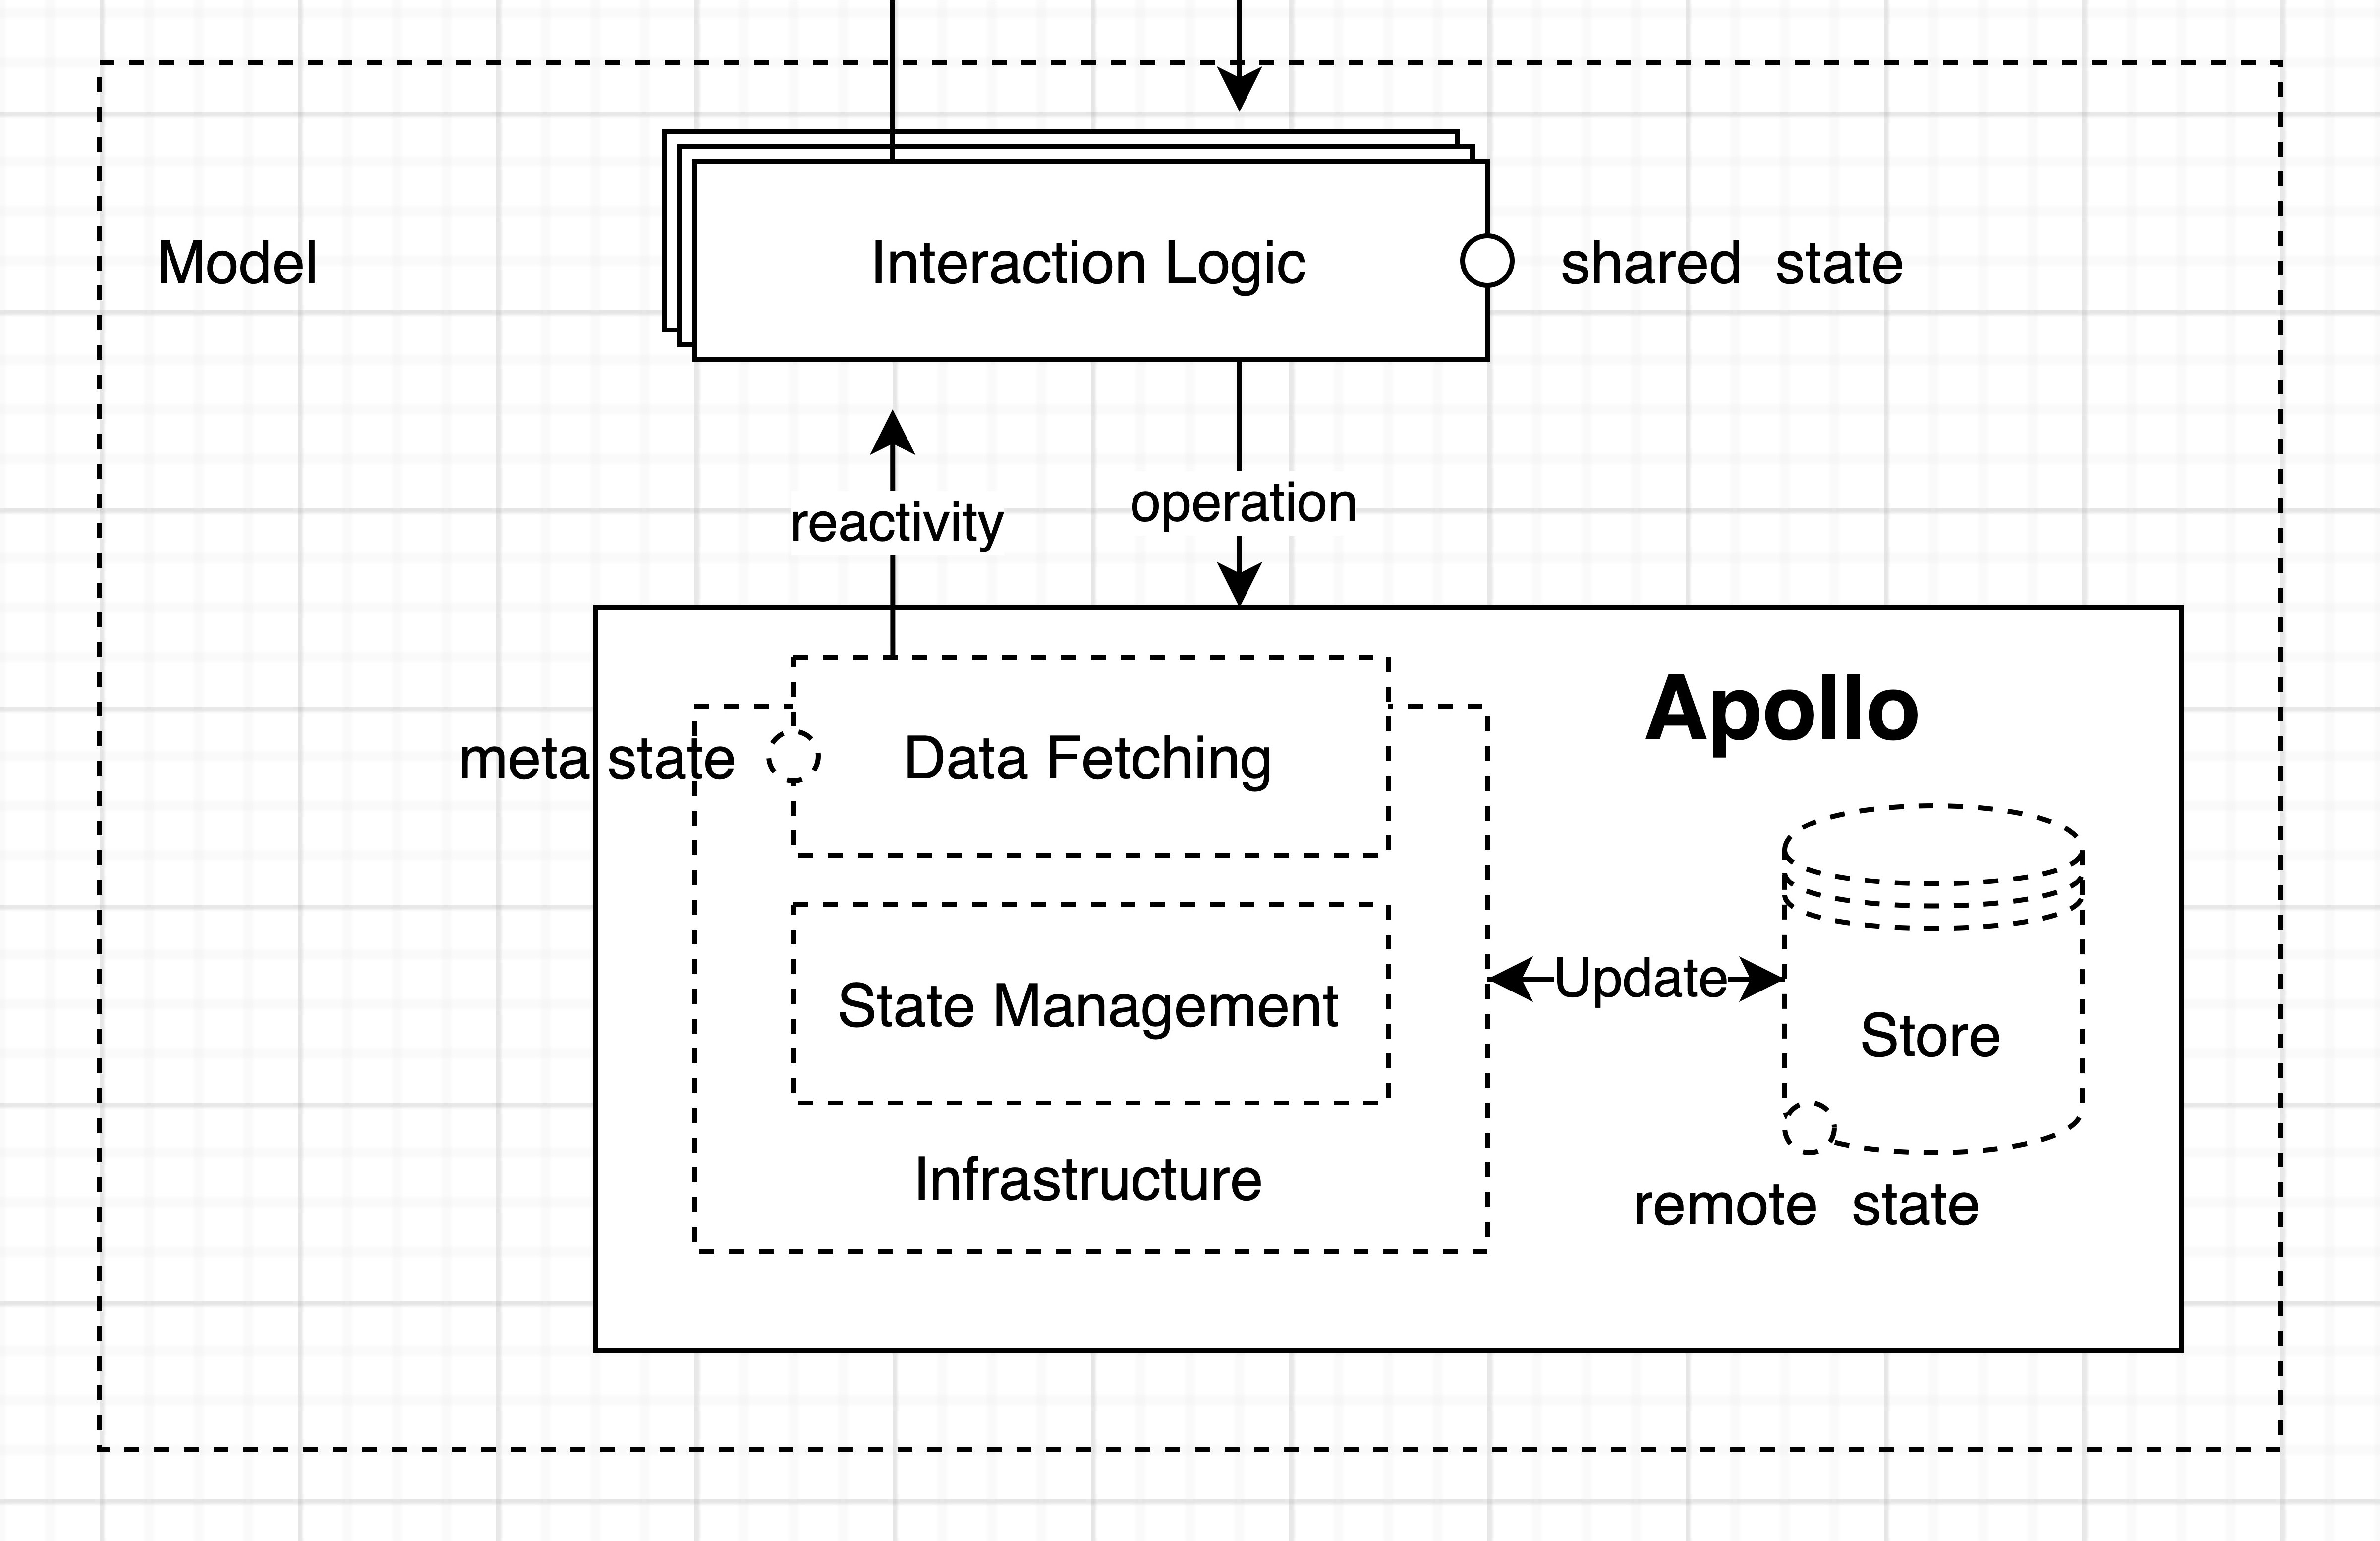 Model
Interaction Logic
shared state
reactivity
operation
Apollo
meta state
Data Fetching
State Management
Update
Store
Infrastructure
remote state